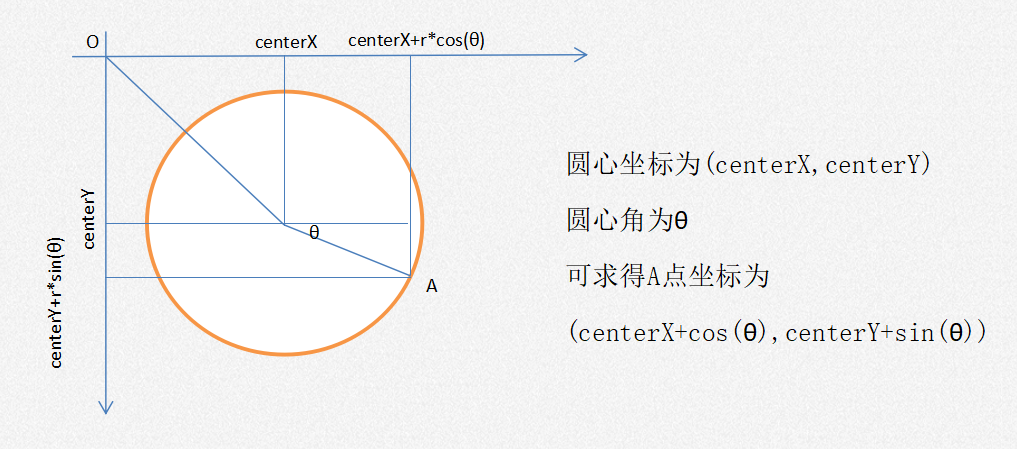 O
centerX
centerX+r*cos(θ)
centerY
centerY+r*sin(θ)
θ
A
圆心坐标为(centerX,centerY)
圆心角为θ
可求得A点坐标为
(centerX+cos(θ),centerY+sin(θ))